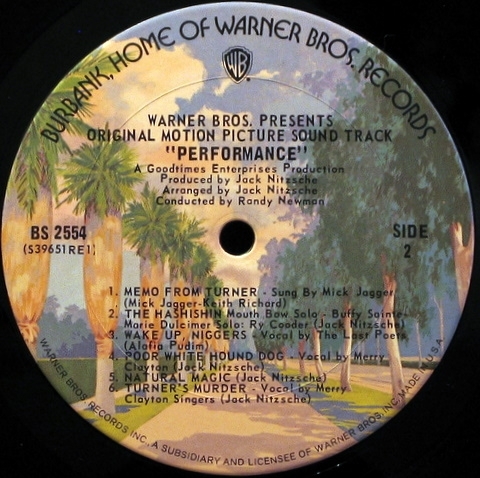 BURBANK, HOME OF WARNER BROS. RECORDS
WB
WARNER BROS. PRESENTS
ORIGINAL MOTION PICTURE SOUND TRACK
"PERFORMANCE"
A Goodtimes Enterprises Production
Produced by Jack Nitzsche
Arranged by Jack Nitzsche
Conducted by Randy Newman
BS 2554
(S39651RE1)
SIDE
2
1. MEMO FROM TURNER - Sung By Mick Jagger
(Mick Jagger-Keith Richard)
2. THE HASHISHIN Mouth Bow Solo - Buffy Sainte-
Marie Dulcimer Solo: Ry Cooder (Jack Nitzsche)
3. WAKE UP, NIGGERS - Vocal by The Last Poets
(Alafia Pudim)
4. POOR WHITE HOUND DOG - Vocal by Merry
Clayton (Jack Nitzsche)
5. NATURAL MAGIC (Jack Nitzsche)
6. TURNER'S MURDER - Vocal by Merry
Clayton Singers (Jack Nitzsche)
WARNER BROS. RECORDS INC. A SUBSIDIARY AND LICENSEE OF WARNER BROS. INC. MADE IN U.S.A.